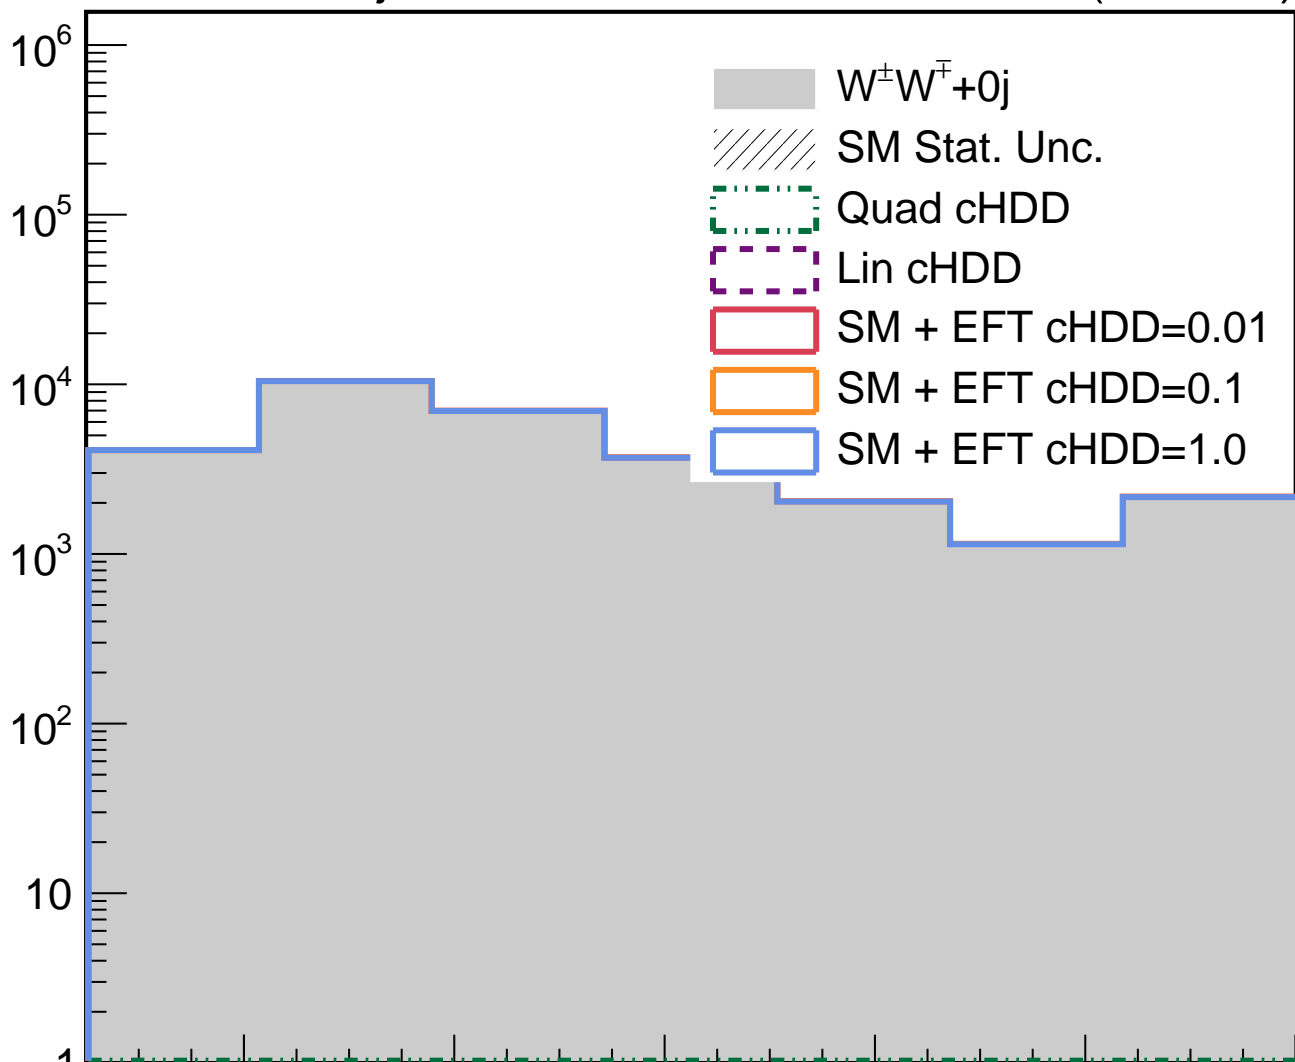 10^6
W^±W^∓+0j
SM Stat. Unc.
10^5
Quad cHDD
Lin cHDD
SM + EFT cHDD=0.01
10^4
SM + EFT cHDD=0.1
SM + EFT cHDD=1.0
10^3
10^2
10
1